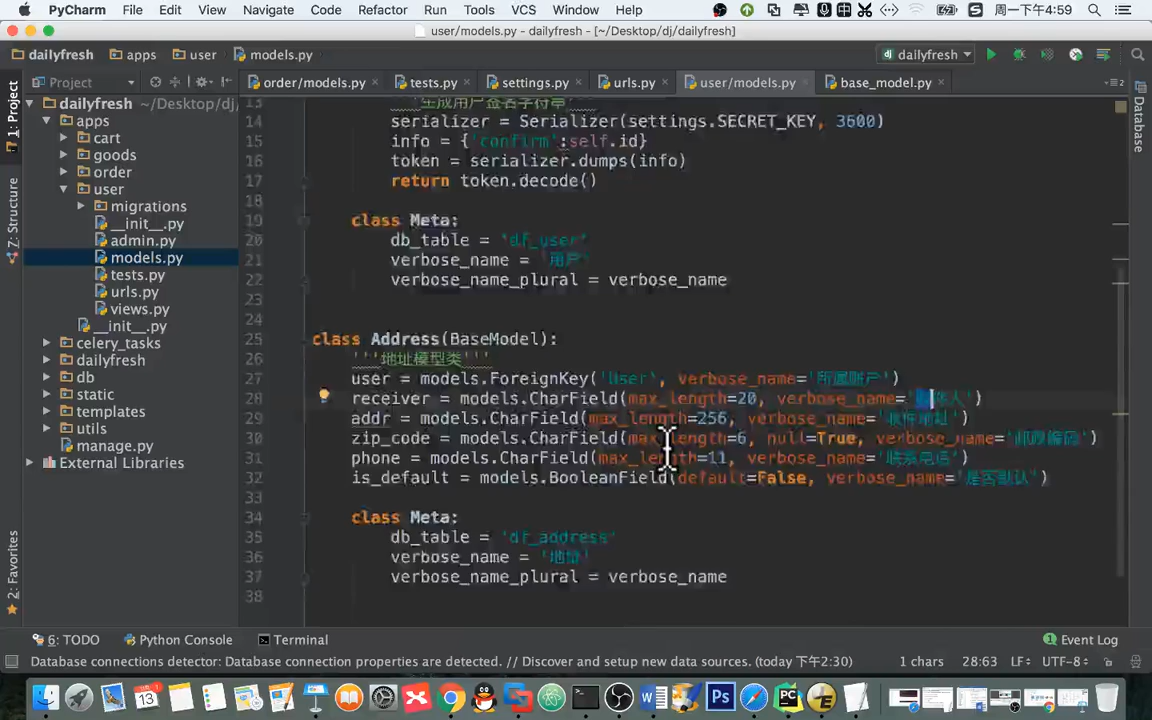 PyCharm File Edit View Navigate Code Refactor Run Tools VCS Window Help 周一下午4:59
user/models.py - dailyfresh - [~/Desktop/dj/dailyfresh]
dailyfresh apps user models.py dailyfresh
Project order/models.py tests.py settings.py urls.py user/models.py base_model.py
1: Project
7: Structure
2: Favorites
Database
dailyfresh ~/Desktop/dj,
apps
cart
goods
order
user
migrations
__init__.py
admin.py
models.py
tests.py
urls.py
views.py
__init__.py
celery_tasks
dailyfresh
db
static
templates
utils
manage.py
External Libraries
13 '''生成用户签名字符串'''
14 serializer = Serializer(settings.SECRET_KEY, 3600)
15 info = {'confirm':self.id}
16 token = serializer.dumps(info)
17 return token.decode()
18
19 class Meta:
20 db_table = 'df_user'
21 verbose_name = '用户'
22 verbose_name_plural = verbose_name
23
24
25 class Address(BaseModel):
26 '''地址模型类'''
27 user = models.ForeignKey('User', verbose_name='所属账户')
28 receiver = models.CharField(max_length=20, verbose_name='件人')
29 addr = models.CharField(max_length=256, verbose_name='收件地址')
30 zip_code = models.CharField(max_length=6, null=True, verbose_name='邮政编码')
31 phone = models.CharField(max_length=11, verbose_name='联系电话')
32 is_default = models.BooleanField(default=False, verbose_name='是否默认')
33
34 class Meta:
35 db_table = 'df_address'
36 verbose_name = '地址'
37 verbose_name_plural = verbose_name
38
6: TODO Python Console Terminal 1 Event Log
Database connections detector: Database connection properties are detected. // Discover and setup new data sources. (today 下午2:30) 1 chars 28:63 LF÷ UTF-8÷